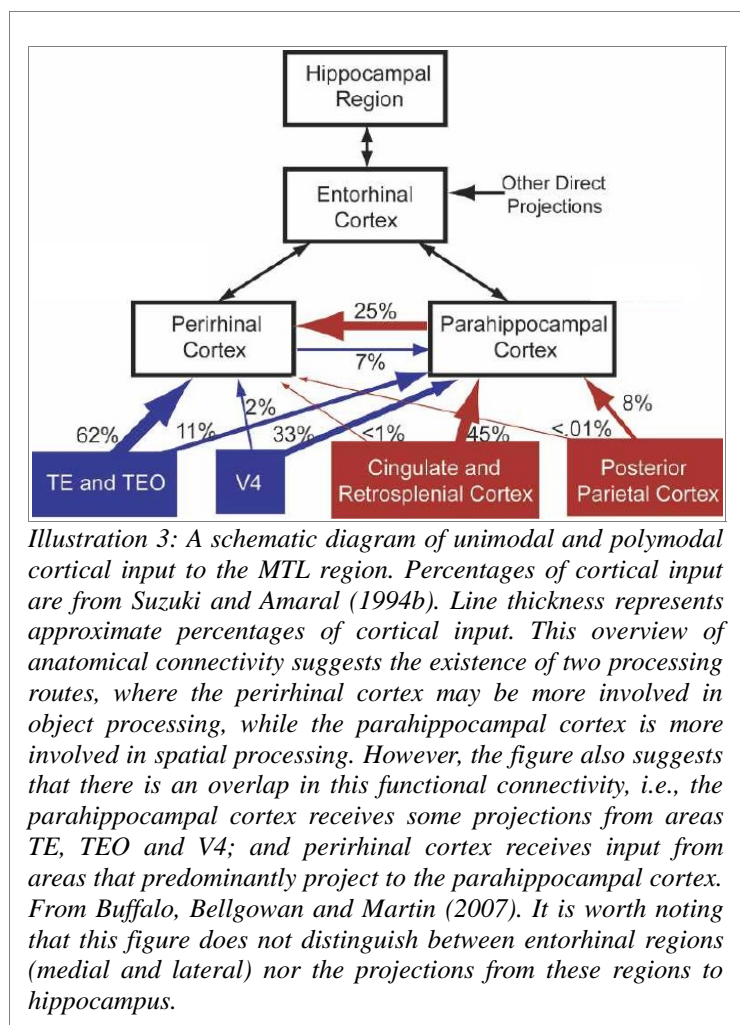 Hippocampal
Region
Entorhinal
Cortex
Other Direct
Projections
Perirhinal
Cortex
25%
7%
Parahippocampal
Cortex
62%
11%
2%
33%
<1%
45%
<.01%
8%
TE and TEO
V4
Cingulate and
Retrosplenial Cortex
Posterior
Parietal Cortex
Illustration 3: A schematic diagram of unimodal and polymodal
cortical input to the MTL region. Percentages of cortical input
are from Suzuki and Amaral (1994b). Line thickness represents
approximate percentages of cortical input. This overview of
anatomical connectivity suggests the existence of two processing
routes, where the perirhinal cortex may be more involved in
object processing, while the parahippocampal cortex is more
involved in spatial processing. However, the figure also suggests
that there is an overlap in this functional connectivity, i.e., the
parahippocampal cortex receives some projections from areas
TE, TEO and V4; and perirhinal cortex receives input from
areas that predominantly project to the parahippocampal cortex.
From Buffalo, Bellgowan and Martin (2007). It is worth noting
that this figure does not distinguish between entorhinal regions
(medial and lateral) nor the projections from these regions to
hippocampus.